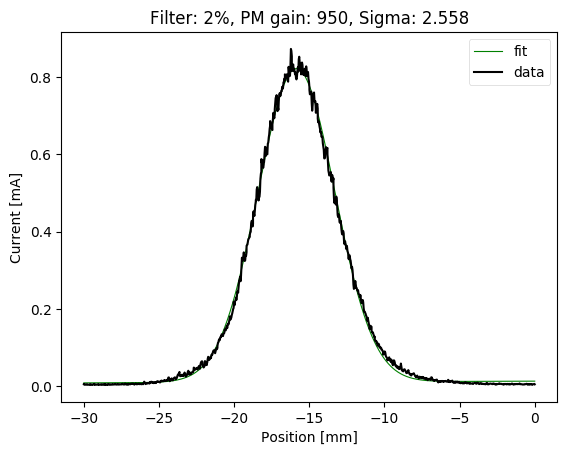 Filter: 2%, PM gain: 950, Sigma: 2.558
fit
data
Current [mA]
0.8
0.6
0.4
0.2
0.0
−30
−25
−20
−15
−10
−5
0
Position [mm]